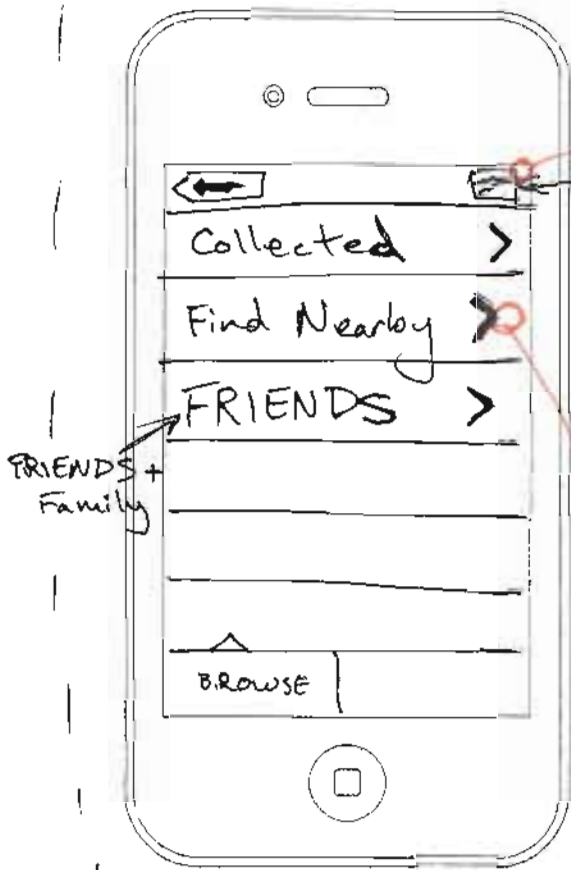 Collected
Find Nearby
FRIENDS
FRIENDS +
Family
BROWSE